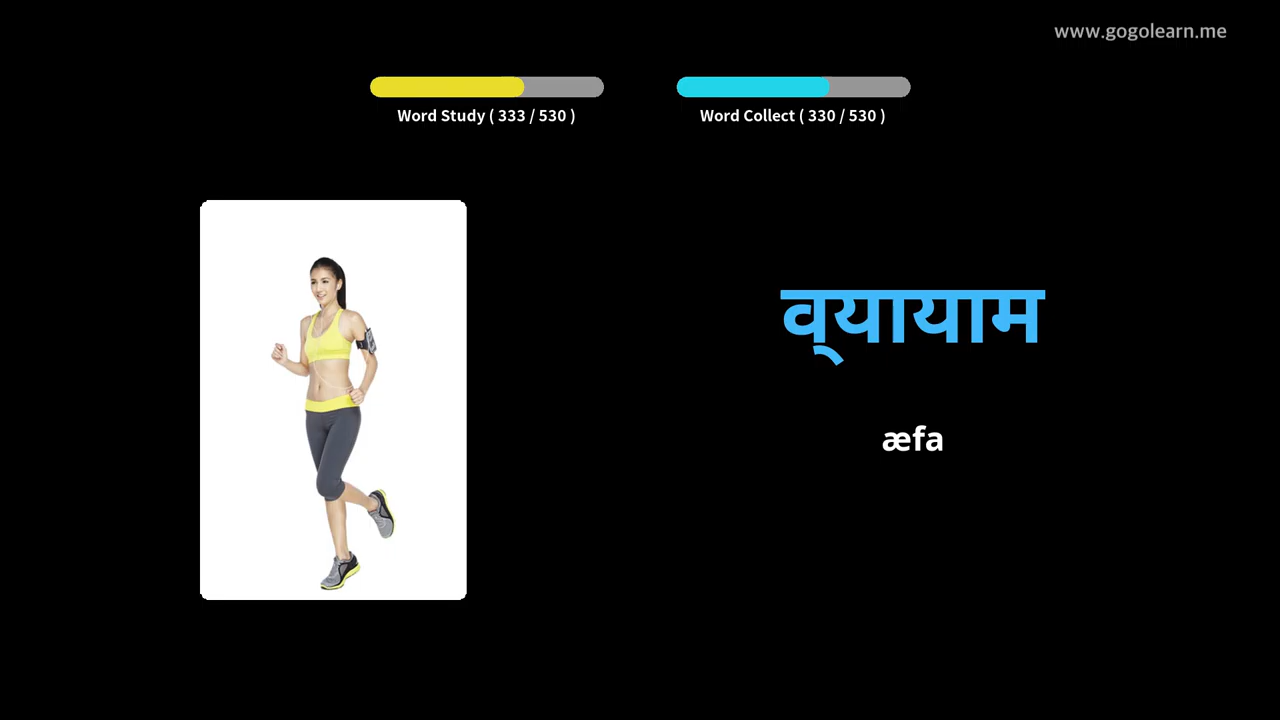 www.gogolearn.me
Word Study ( 333 / 530 )
Word Collect ( 330 / 530 )
व्‌यायाम
æfa